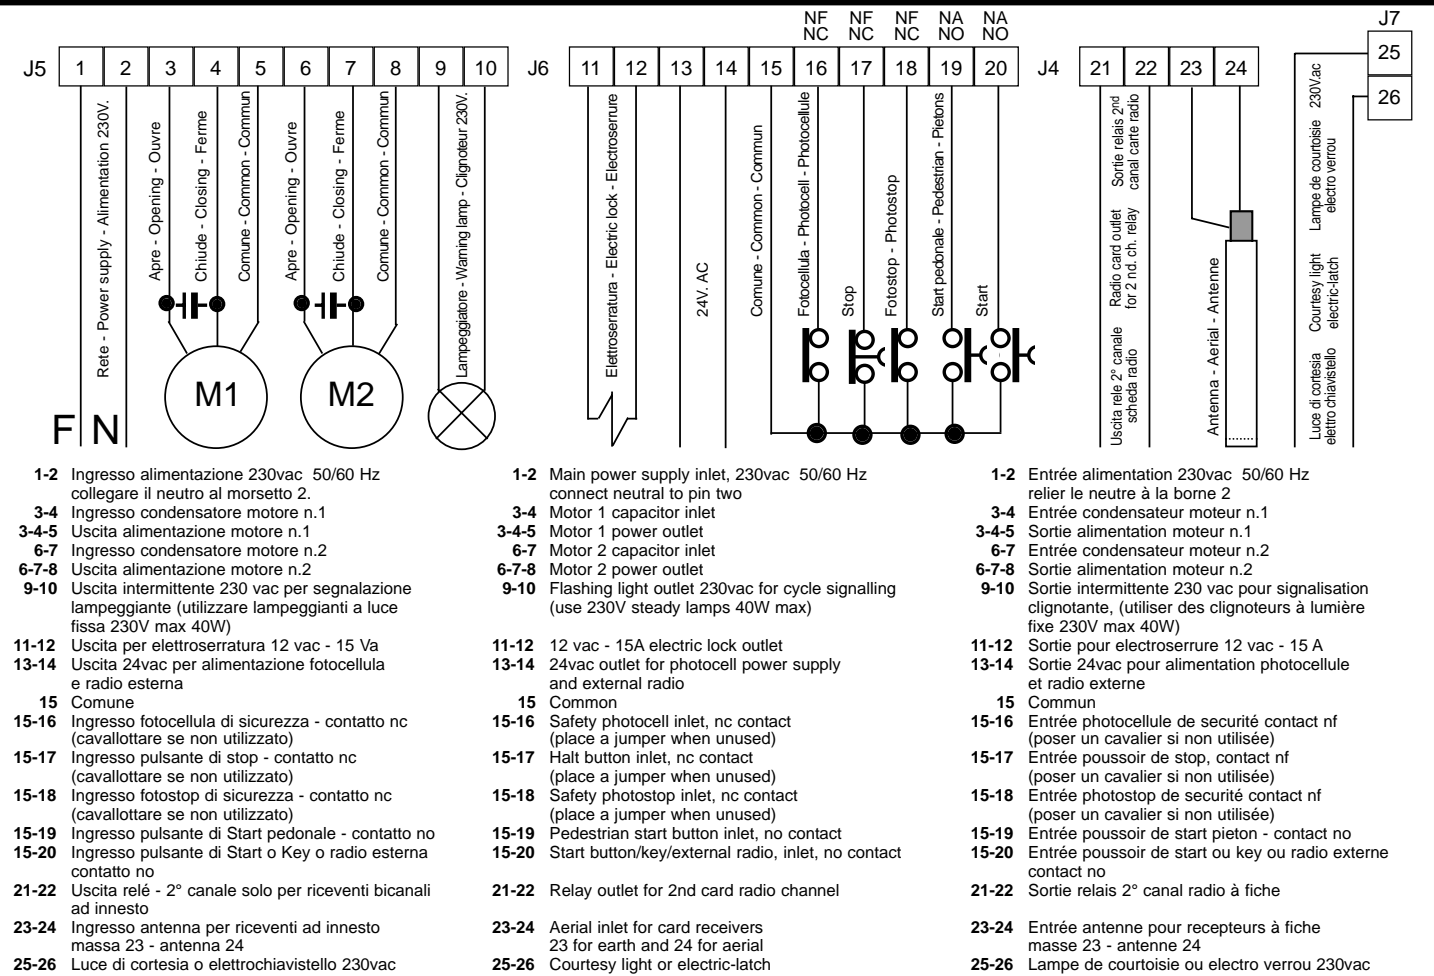 NF NF NF NA NA
NC NC NC NO NO
J7
J5 1 2 3 4 5 6 7 8 9 10
J6 11 12 13 14 15 16 17 18 19 20
J4 21 22 23 24
25
26
Rete - Power supply - Alimentation 230V.
Apre - Opening - Ouvre
Chiude - Closing - Ferme
Comune - Common - Commun
Apre - Opening - Ouvre
Chiude - Closing - Ferme
Comune - Common - Commun
Lampeggiatore - Warning lamp - Clignoteur 230V.
Elettroserratura - Electric lock - Electroserrure
24V. AC
Comune - Common - Commun
Fotocellula - Photocell - Photocellule
Stop
Fotostop - Photostop
Start pedonale - Pedestrian - Pietons
Start
Uscita rele 2° canale
scheda radio
Radio card outlet
for 2 nd. ch. relay
Sortie relais 2nd
canal carte radio
Antenna - Aerial - Antenne
Luce di cortesia
elettro chiavistello
Courtesy light
electric-latch
Lampe de courtoisie
electro verrou
230V.ac
M1
M2
F N
1-2 Ingresso alimentazione 230vac 50/60 Hz
collegare il neutro al morsetto 2.
3-4 Ingresso condensatore motore n.1
3-4-5 Uscita alimentazione motore n.1
6-7 Ingresso condensatore motore n.2
6-7-8 Uscita alimentazione motore n.2
9-10 Uscita intermittente 230 vac per segnalazione
lampeggiante (utilizzare lampeggianti a luce
fissa 230V max 40W)
11-12 Uscita per elettroserratura 12 vac - 15 Va
13-14 Uscita 24vac per alimentazione fotocellula
e radio esterna
15 Comune
15-16 Ingresso fotocellula di sicurezza - contatto nc
(cavallottare se non utilizzato)
15-17 Ingresso pulsante di stop - contatto nc
(cavallottare se non utilizzato)
15-18 Ingresso fotostop di sicurezza - contatto nc
(cavallottare se non utilizzato)
15-19 Ingresso pulsante di Start pedonale - contatto no
15-20 Ingresso pulsante di Start o Key o radio esterna
contatto no
21-22 Uscita relé - 2° canale solo per riceventi bicanali
ad innesto
23-24 Ingresso antenna per riceventi ad innesto
massa 23 - antenna 24
25-26 Luce di cortesia o elettrochiavistello 230vac
1-2 Main power supply inlet, 230vac 50/60 Hz
connect neutral to pin two
3-4 Motor 1 capacitor inlet
3-4-5 Motor 1 power outlet
6-7 Motor 2 capacitor inlet
6-7-8 Motor 2 power outlet
9-10 Flashing light outlet 230vac for cycle signalling
(use 230V steady lamps 40W max)
11-12 12 vac - 15A electric lock outlet
13-14 24vac outlet for photocell power supply
and external radio
15 Common
15-16 Safety photocell inlet, nc contact
(place a jumper when unused)
15-17 Halt button inlet, nc contact
(place a jumper when unused)
15-18 Safety photostop inlet, nc contact
(place a jumper when unused)
15-19 Pedestrian start button inlet, no contact
15-20 Start button/key/external radio, inlet, no contact
21-22 Relay outlet for 2nd card radio channel
23-24 Aerial inlet for card receivers
23 for earth and 24 for aerial
25-26 Courtesy light or electric-latch
1-2 Entrée alimentation 230vac 50/60 Hz
relier le neutre à la borne 2
3-4 Entrée condensateur moteur n.1
3-4-5 Sortie alimentation moteur n.1
6-7 Entrée condensateur moteur n.2
6-7-8 Sortie alimentation moteur n.2
9-10 Sortie intermittente 230 vac pour signalisation
clignotante, (utiliser des clignoteurs à lumière
fixe 230V max 40W)
11-12 Sortie pour electroserrure 12 vac - 15 A
13-14 Sortie 24vac pour alimentation photocellule
et radio externe
15 Commun
15-16 Entrée photocellule de securité contact nf
(poser un cavalier si non utilisée)
15-17 Entrée poussoir de stop, contact nf
(poser un cavalier si non utilisée)
15-18 Entrée photostop de securité contact nf
(poser un cavalier si non utilisée)
15-19 Entrée poussoir de start pieton - contact no
15-20 Entrée poussoir de start ou key ou radio externe
contact no
21-22 Sortie relais 2° canal radio à fiche
23-24 Entrée antenne pour recepteurs à fiche
masse 23 - antenne 24
25-26 Lampe de courtoisie ou electro verrou 230vac